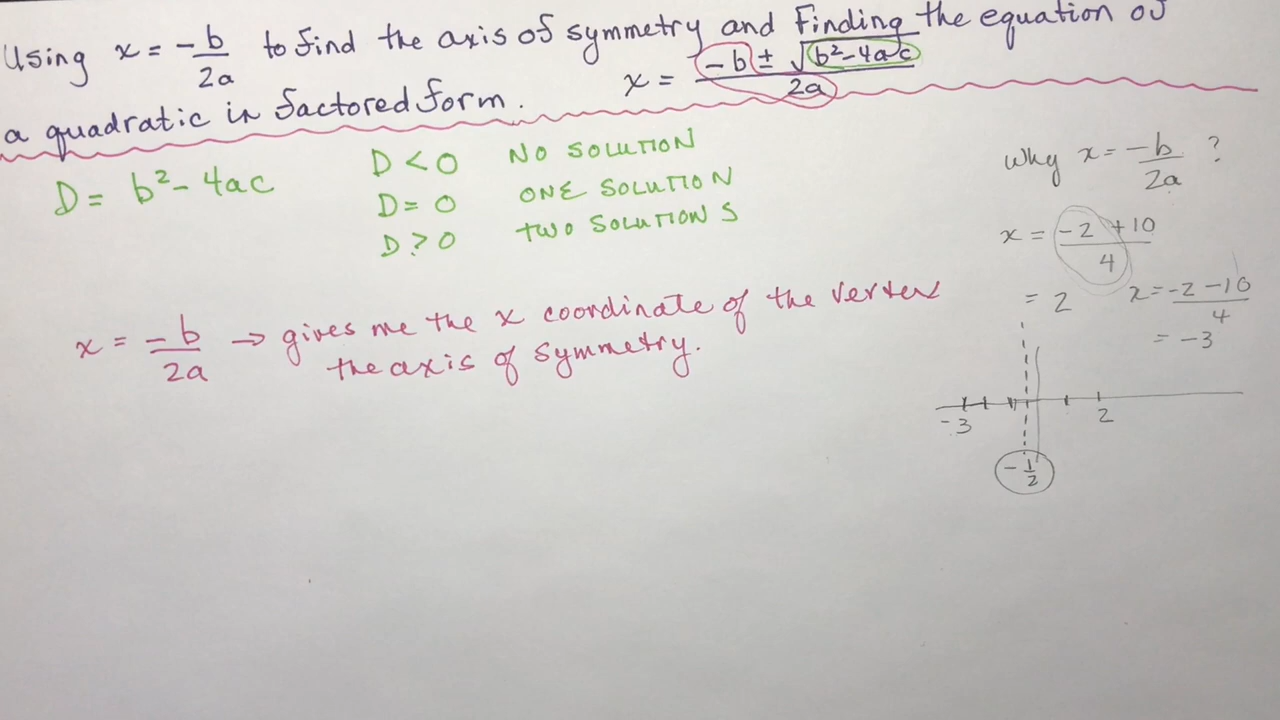 Using x = -b/2a to find the axis of symmetry and Finding the equation of
a quadratic in factored form.
x = -b ± √b²-4ac / 2a
D = b² - 4ac
D < 0 NO SOLUTION
D = 0 ONE SOLUTION
D > 0 TWO SOLUTIONS
x = -b/2a → gives me the x coordinate of the vertex
the axis of symmetry.
Why x = -b/2a ?
x = -2 +10 / 4
= 2
x = -2 -10 / 4
= -3
-3 2
-1/2